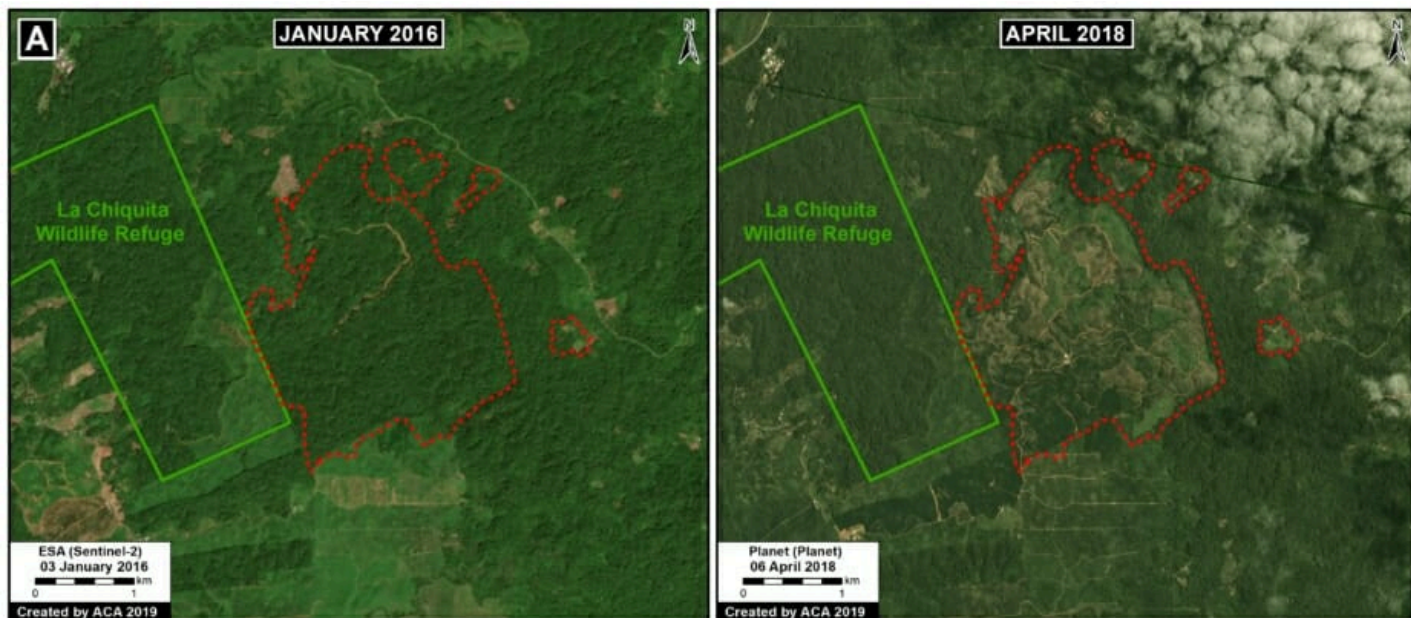 A
JANUARY 2016
N
La Chiquita
Wildlife Refuge
ESA (Sentinel-2)
03 January 2016
km
0 1
Created by ACA 2019
APRIL 2018
N
La Chiquita
Wildlife Refuge
Planet (Planet)
06 April 2018
km
0 1
Created by ACA 2019